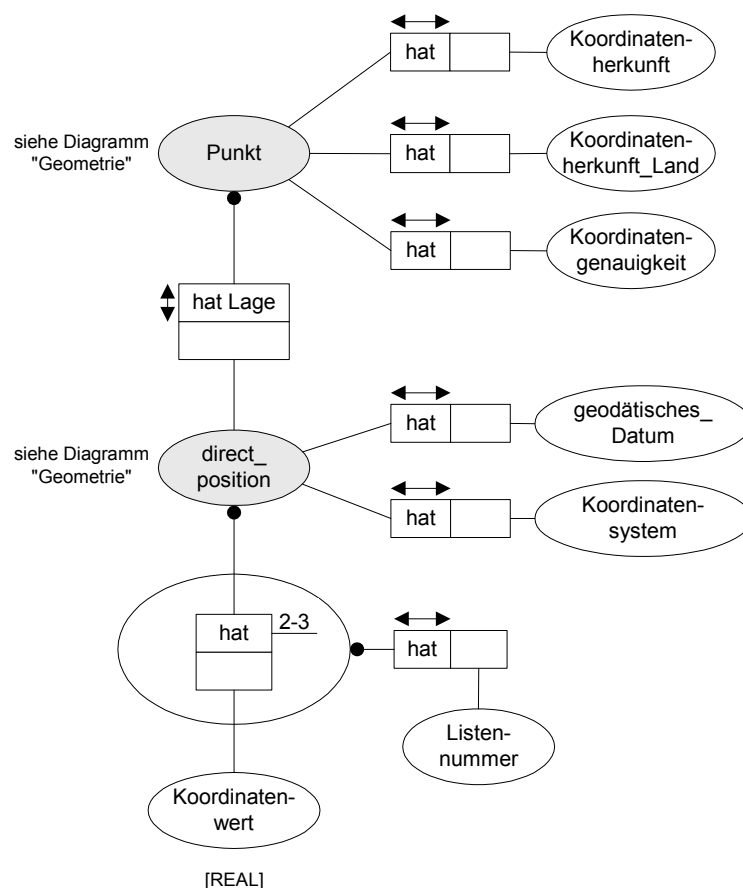 hat
Koordinaten-
herkunft
siehe Diagramm
"Geometrie"
Punkt
hat
Koordinaten-
herkunft_Land
hat
Koordinaten-
genauigkeit
hat Lage
hat
geodätisches_
Datum
siehe Diagramm
"Geometrie"
direct_
position
hat
Koordinaten-
system
hat
2-3
hat
Listen-
nummer
Koordinaten-
wert
[REAL]